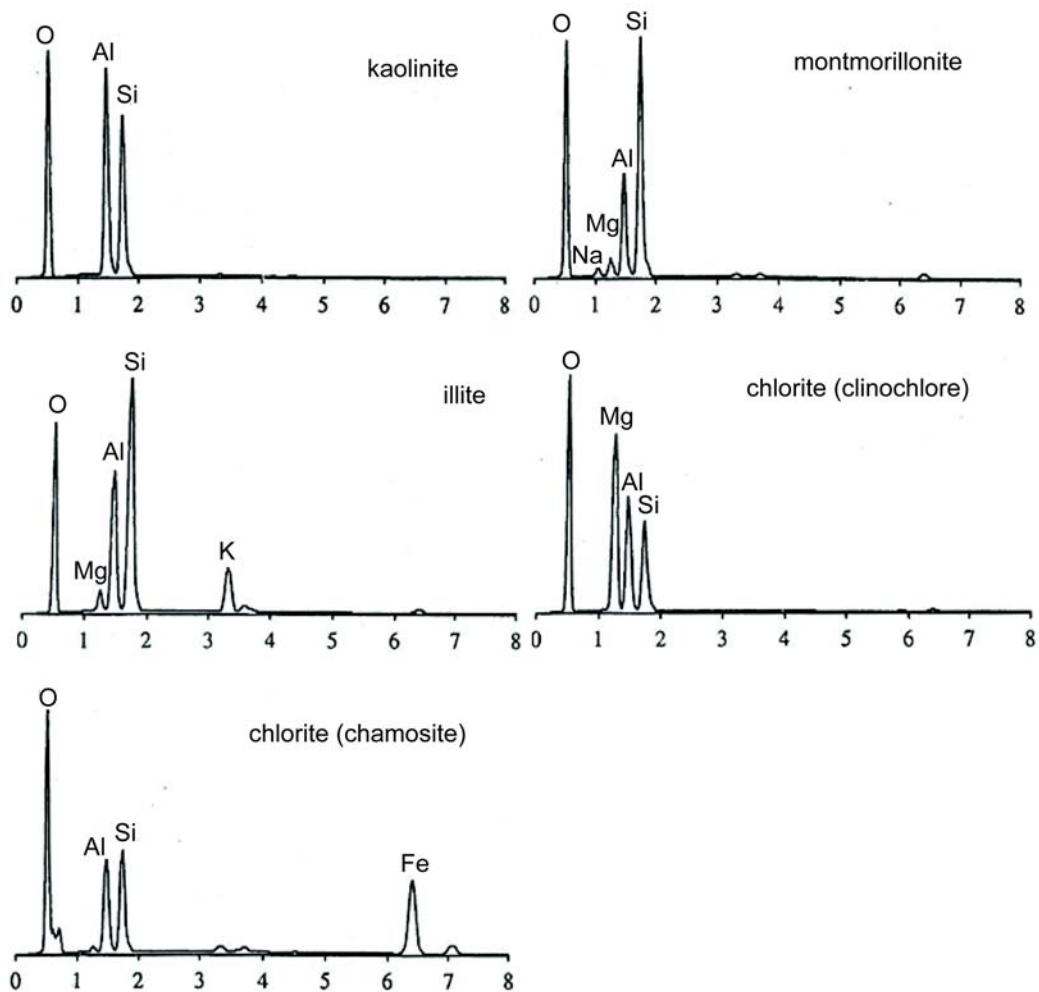 O
Al
Si
kaolinite
0 1 2 3 4 5 6 7 8
O
Si
Al
Mg
Na
montmorillonite
0 1 2 3 4 5 6 7 8
O
Si
Al
Mg
K
illite
0 1 2 3 4 5 6 7 8
O
Mg
Al
Si
chlorite (clinochlore)
0 1 2 3 4 5 6 7 8
O
Al
Si
Fe
chlorite (chamosite)
0 1 2 3 4 5 6 7 8